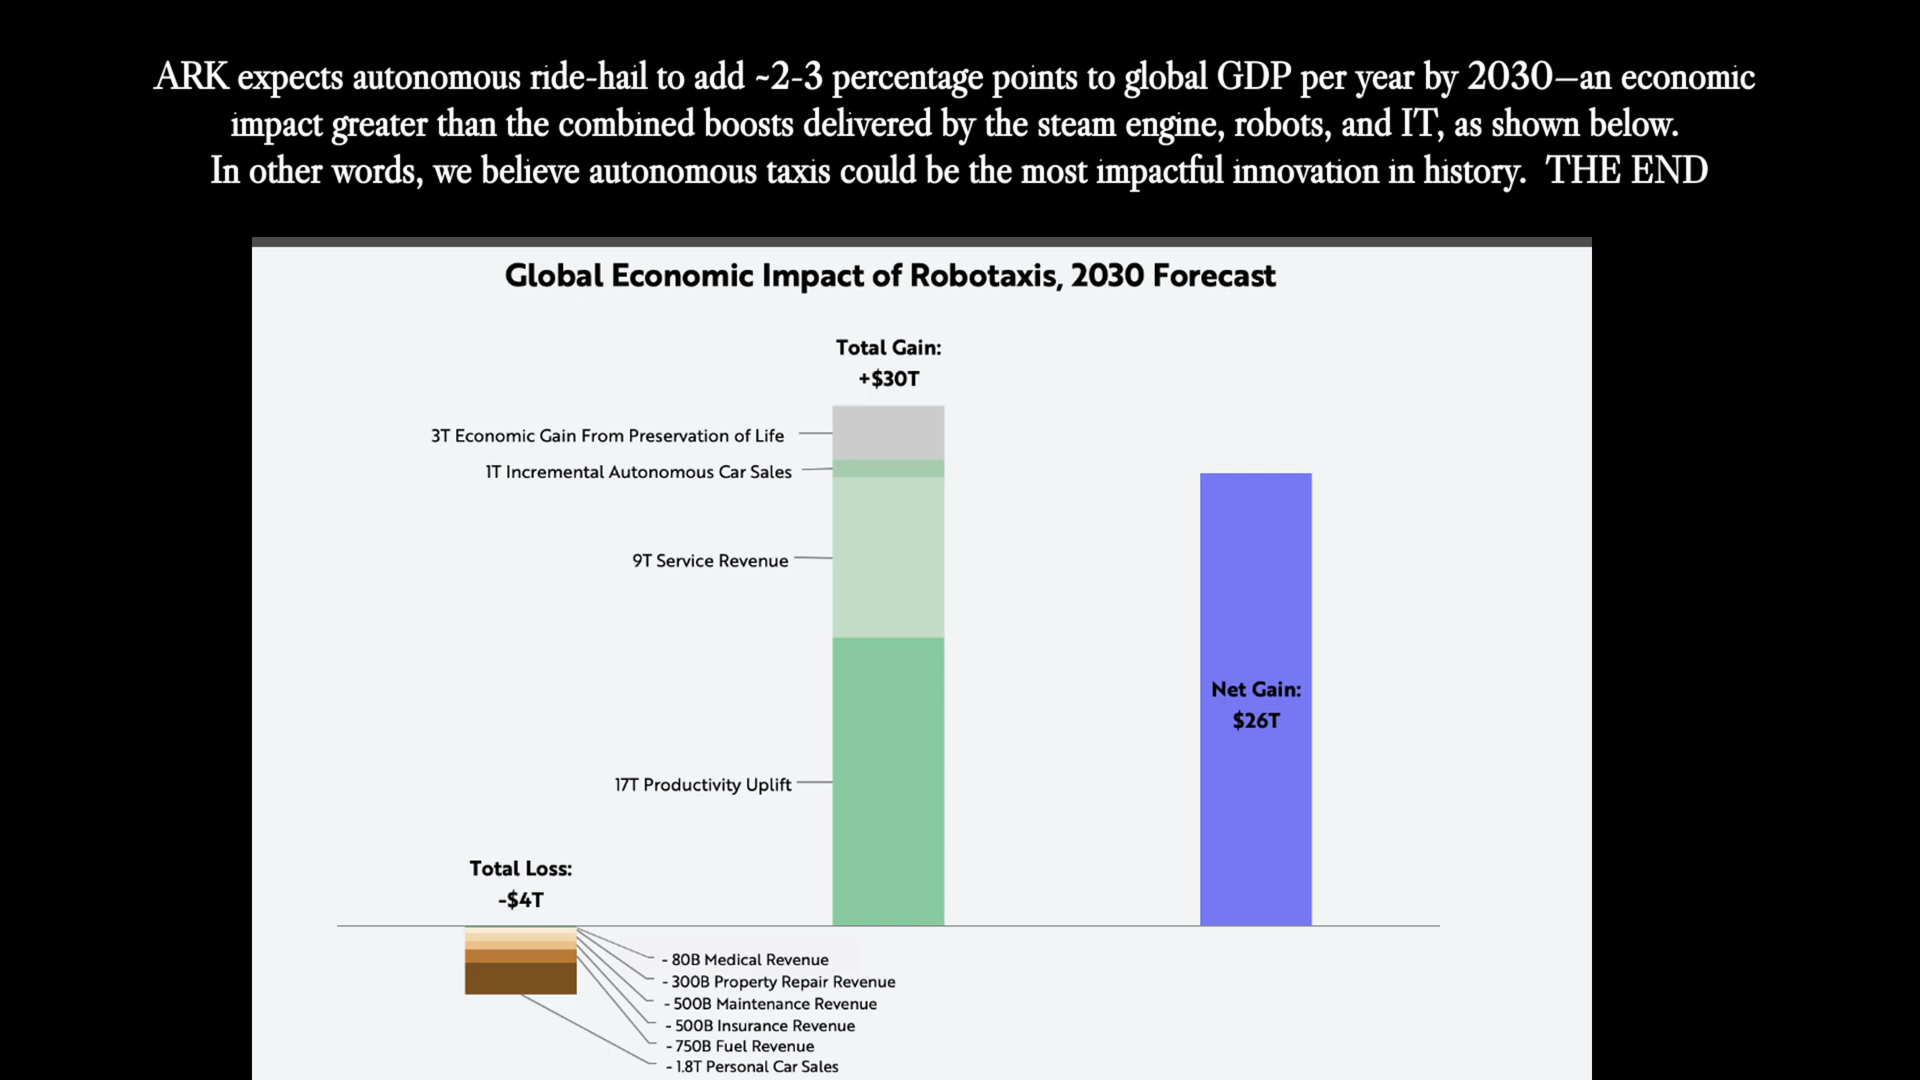 ARK expects autonomous ride-hail to add ~2-3 percentage points to global GDP per year by 2030—an economic
impact greater than the combined boosts delivered by the steam engine, robots, and IT, as shown below.
In other words, we believe autonomous taxis could be the most impactful innovation in history.  THE END
Global Economic Impact of Robotaxis, 2030 Forecast
Total Gain:
+$30T
3T Economic Gain From Preservation of Life
1T Incremental Autonomous Car Sales
9T Service Revenue
Net Gain:
$26T
17T Productivity Uplift
Total Loss:
-$4T
- 80B Medical Revenue
- 300B Property Repair Revenue
- 500B Maintenance Revenue
- 500B Insurance Revenue
- 750B Fuel Revenue
- 1.8T Personal Car Sales